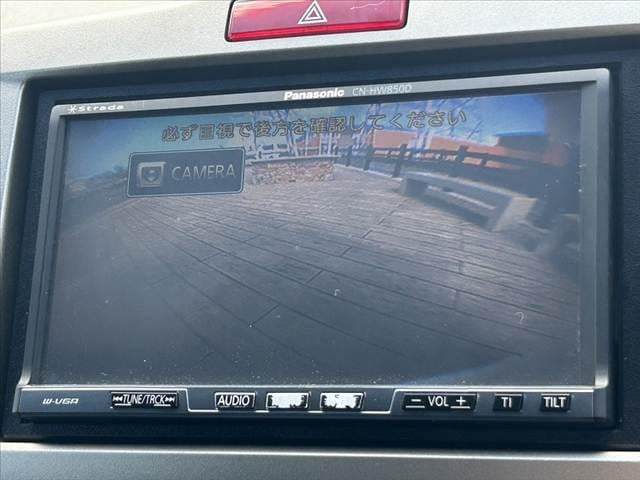 Panasonic CN-HW850D
Strada
必ず目視で後方を確認してください
CAMERA
W-VGA TUNE/TRCK AUDIO − VOL + TI TILT